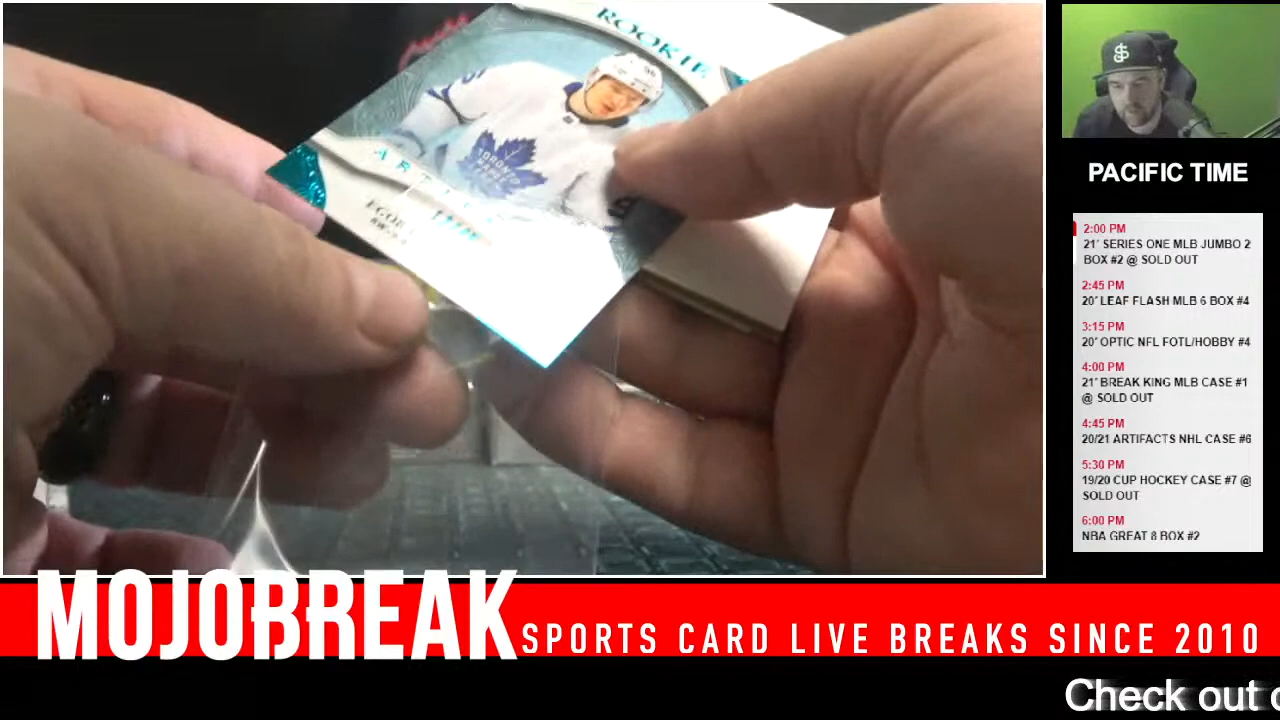 ROOKIE
TORONTO
MAPLE
LEAFS
PACIFIC TIME
2:00 PM
21' SERIES ONE MLB JUMBO 2
BOX #2 @ SOLD OUT
2:45 PM
20' LEAF FLASH MLB 6 BOX #4
3:15 PM
20' OPTIC NFL FOTL/HOBBY #4
4:00 PM
21' BREAK KING MLB CASE #1
@ SOLD OUT
4:45 PM
20/21 ARTIFACTS NHL CASE #6
5:30 PM
19/20 CUP HOCKEY CASE #7 @
SOLD OUT
6:00 PM
NBA GREAT 8 BOX #2
MOJOBREAK
SPORTS CARD LIVE BREAKS SINCE 2010
Check out